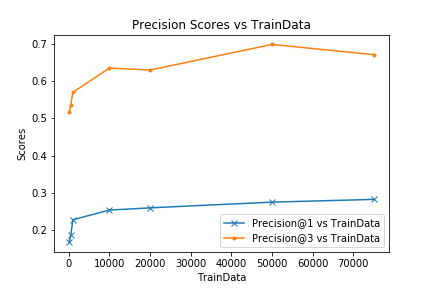 Precision Scores vs TrainData
0.7
0.6
0.5
0.4
0.3
0.2
Scores
Precision@1 vs TrainData
Precision@3 vs TrainData
0 10000 20000 30000 40000 50000 60000 70000
TrainData